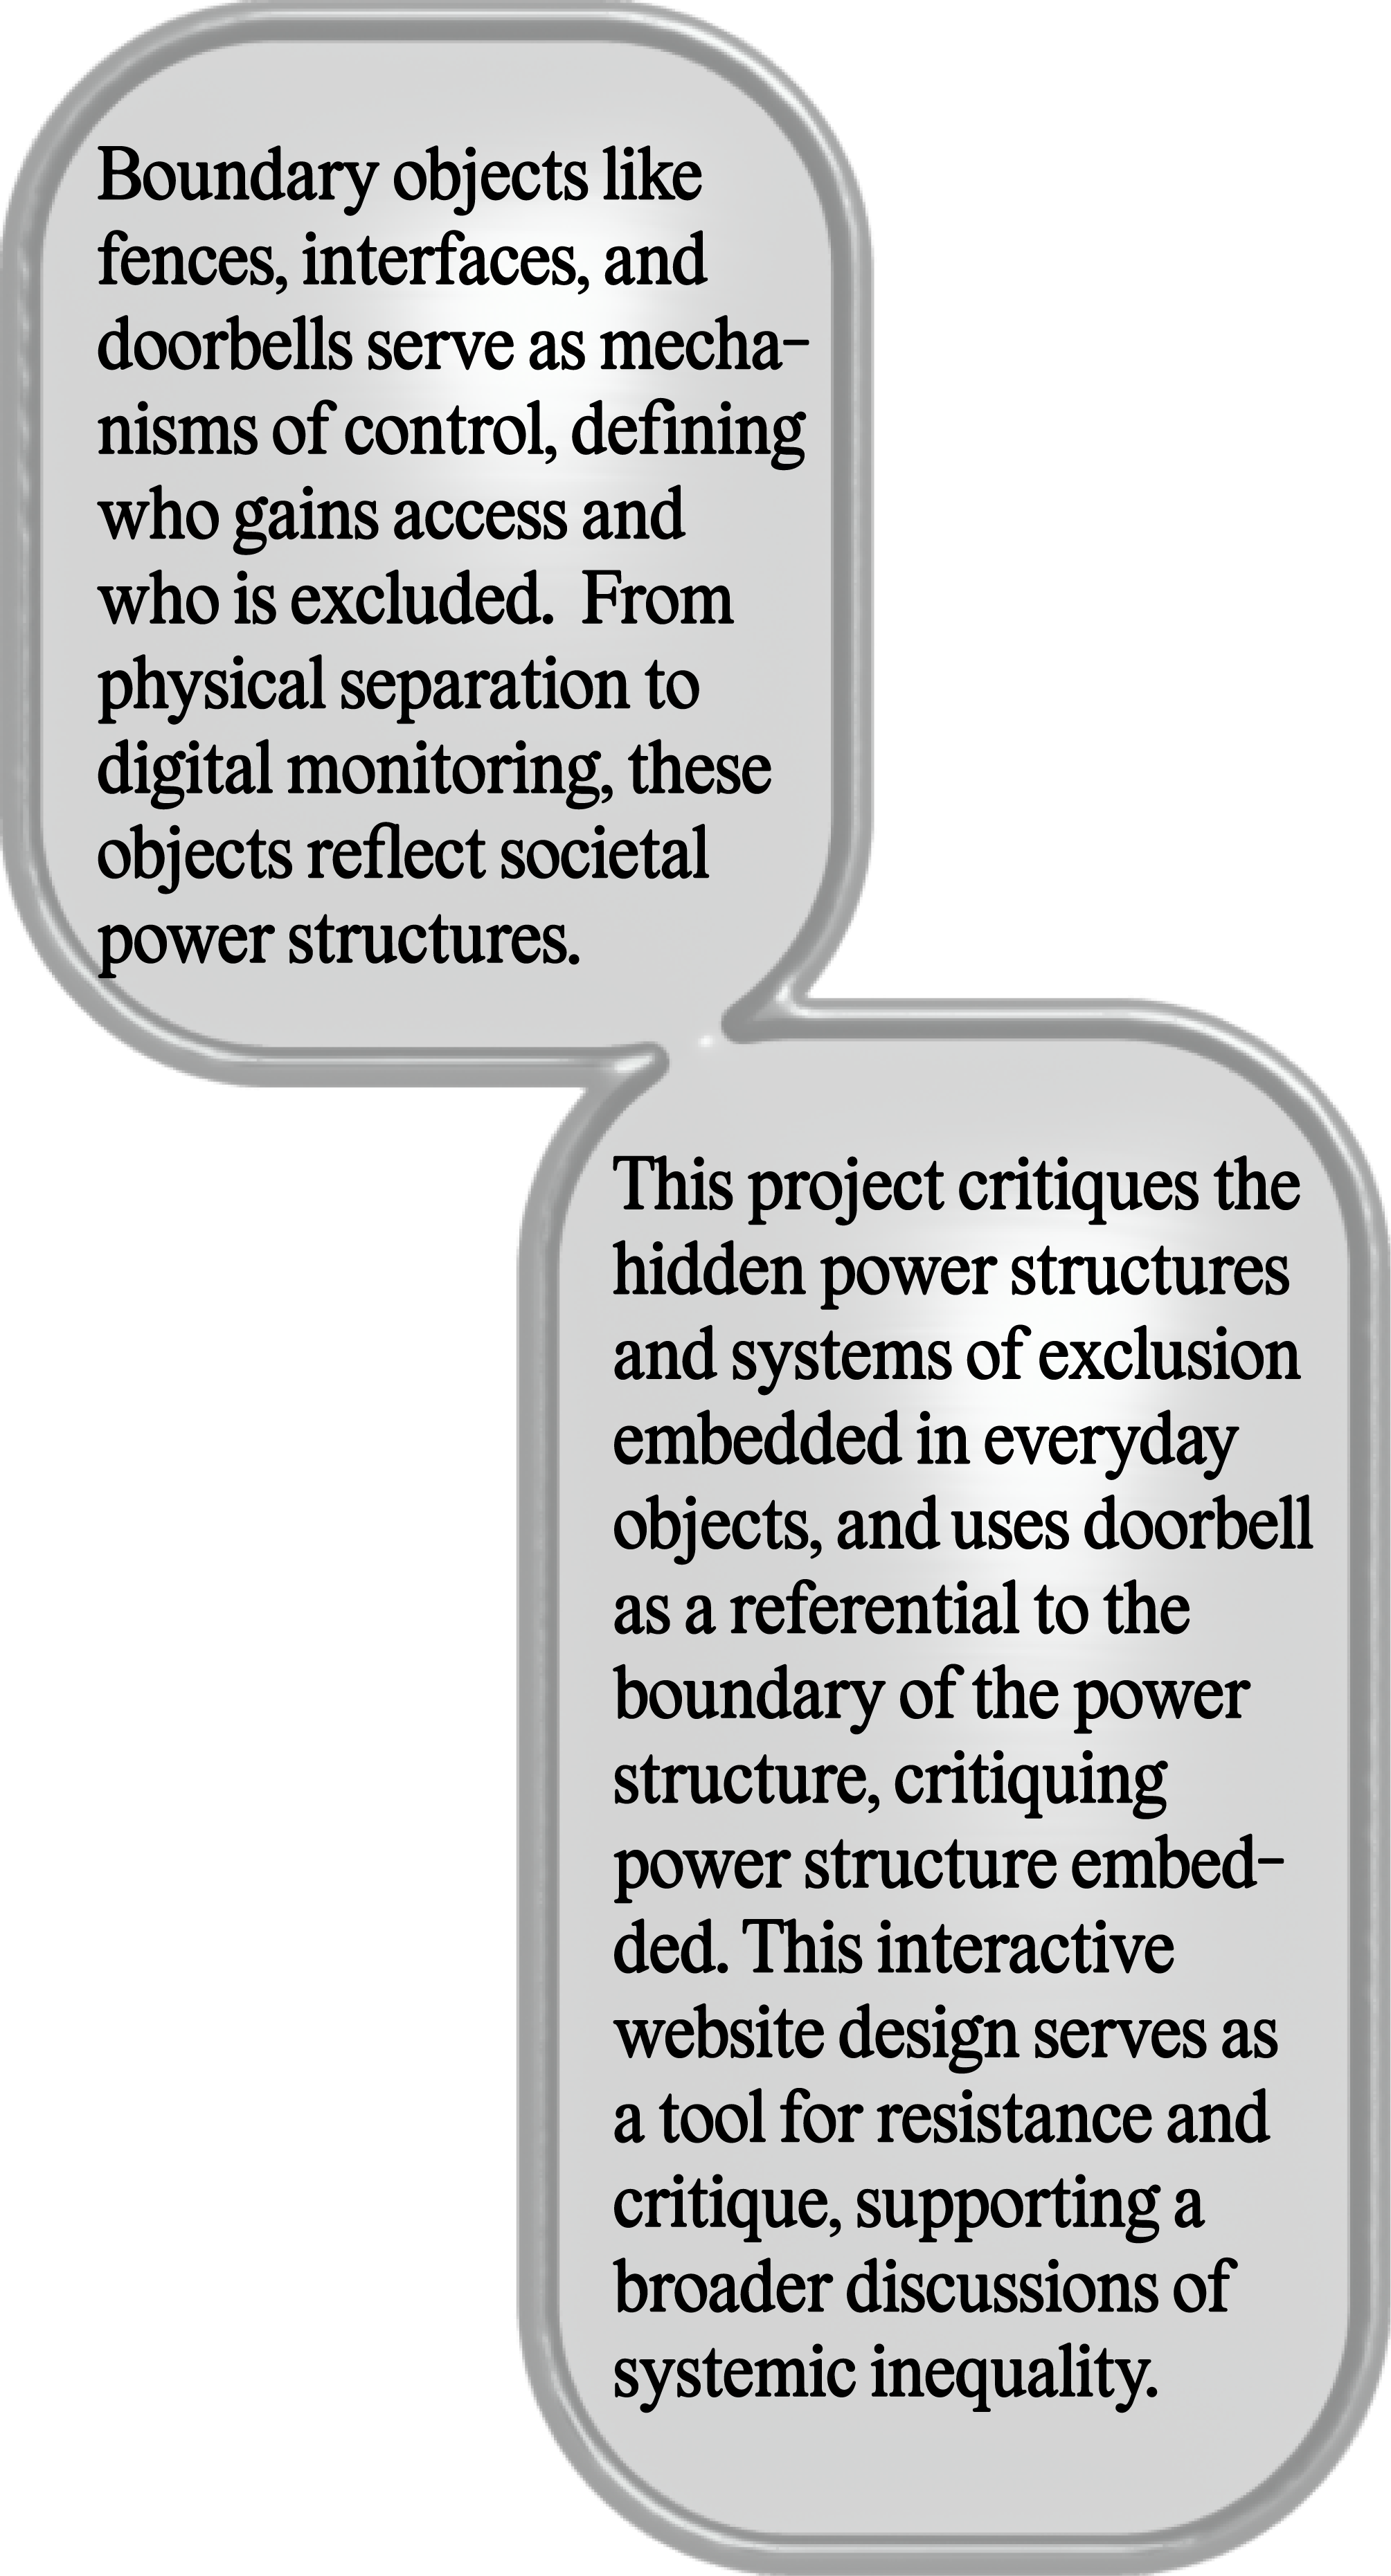 Boundary objects like
fences, interfaces, and
doorbells serve as mecha-
nisms of control, defining
who gains access and
who is excluded.  From
physical separation to
digital monitoring, these
objects reflect societal
power structures.
This project critiques the
hidden power structures
and systems of exclusion
embedded in everyday
objects, and uses doorbell
as a referential to the
boundary of the power
structure, critiquing
power structure embed-
ded. This interactive
website design serves as
a tool for resistance and
critique, supporting a
broader discussions of
systemic inequality.